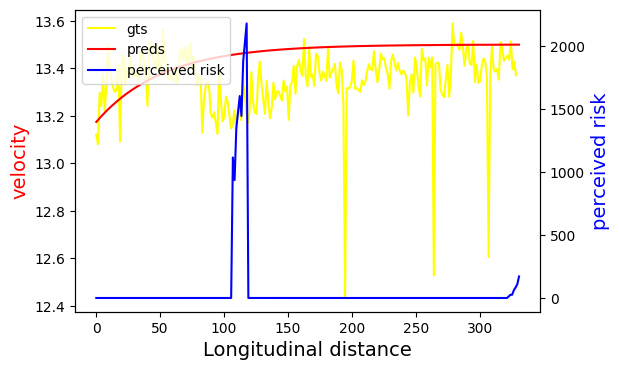 13.6
13.4
13.2
13.0
12.8
12.6
12.4
velocity
gts
preds
perceived risk
2000
1500
1000
500
0
perceived risk
0 50 100 150 200 250 300
Longitudinal distance